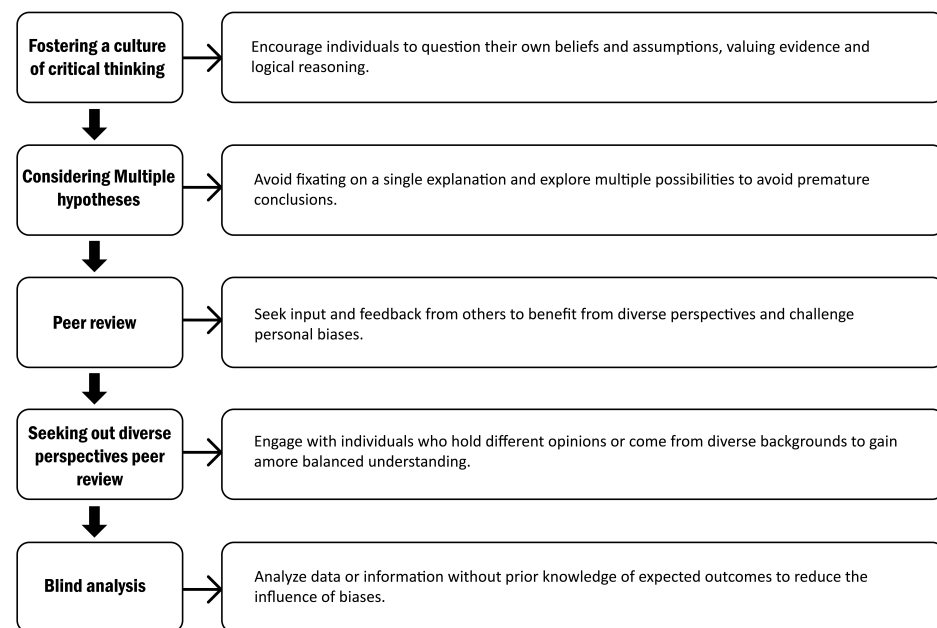 Fostering a culture
of critical thinking
Encourage individuals to question their own beliefs and assumptions, valuing evidence and
logical reasoning.
Considering Multiple
hypotheses
Avoid fixating on a single explanation and explore multiple possibilities to avoid premature
conclusions.
Peer review
Seek input and feedback from others to benefit from diverse perspectives and challenge
personal biases.
Seeking out diverse
perspectives peer
review
Engage with individuals who hold different opinions or come from diverse backgrounds to gain
amore balanced understanding.
Blind analysis
Analyze data or information without prior knowledge of expected outcomes to reduce the
influence of biases.